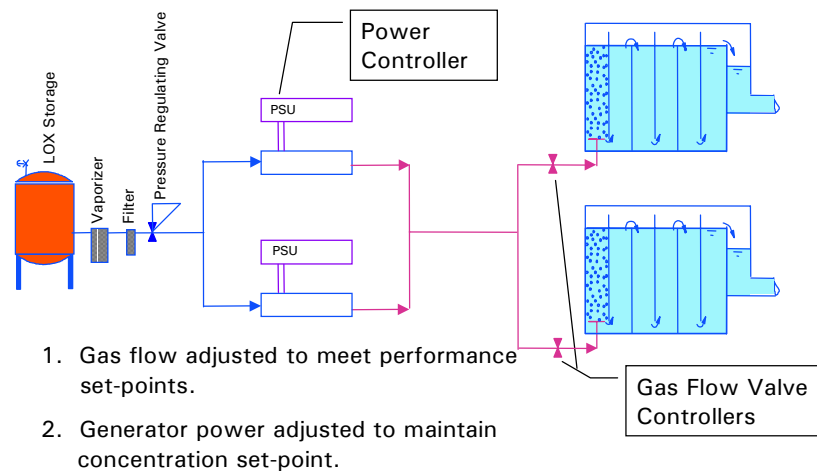 LOX Storage
Vaporizer
Filter
Pressure Regulating Valve
PSU
Power
Controller
PSU
1. Gas flow adjusted to meet performance
set-points.
2. Generator power adjusted to maintain
concentration set-point.
Gas Flow Valve
Controllers